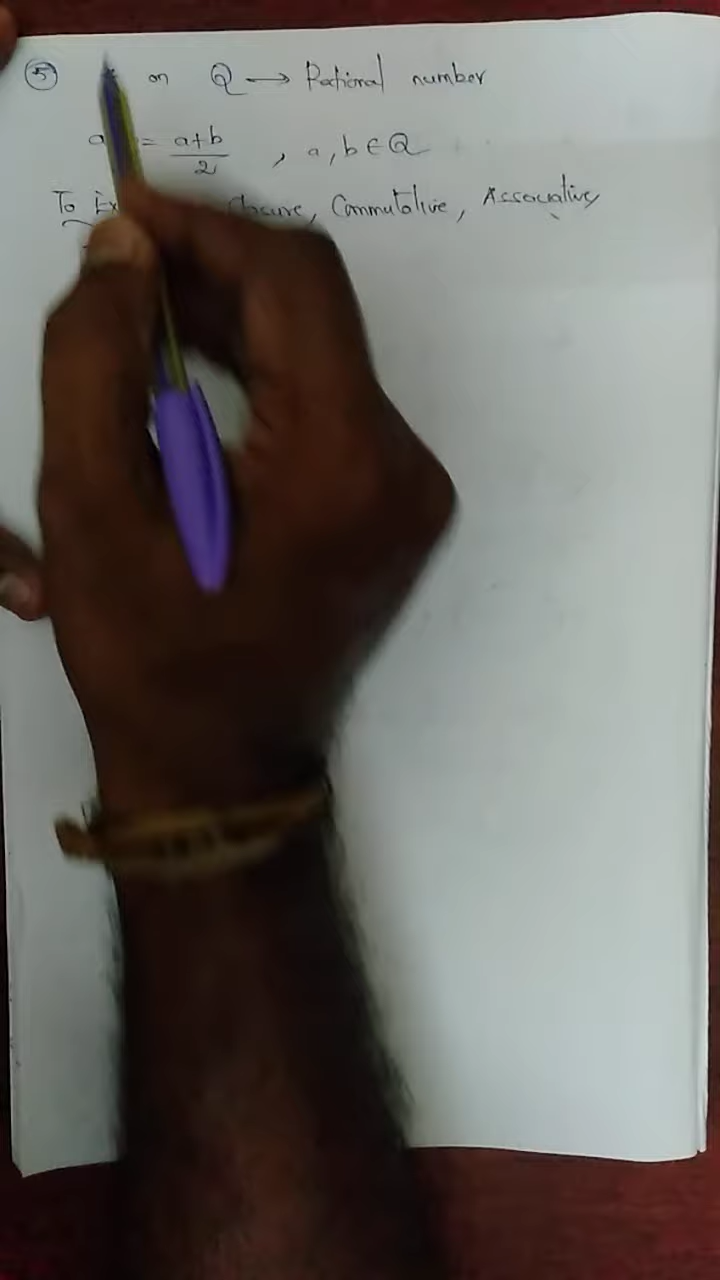 ⑤ on Q → Rational number
a = a+b/2 , a, b ∈ Q
To Closure, Commutative, Associative,